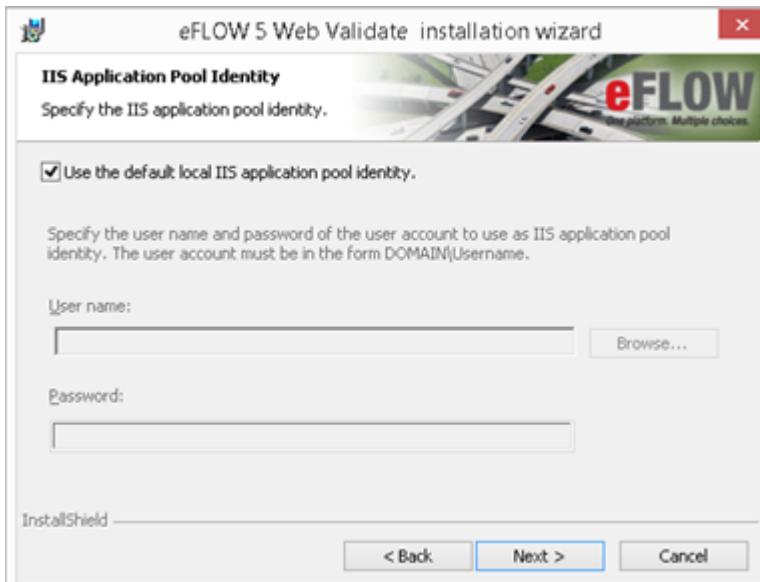 eFLOW 5 Web Validate installation wizard
IIS Application Pool Identity
Specify the IIS application pool identity.
eFLOW
One platform. Multiple choices.
Use the default local IIS application pool identity.
Specify the user name and password of the user account to use as IIS application pool
identity. The user account must be in the form DOMAIN\Username.
User name:
Browse...
Password:
InstallShield
< Back
Next >
Cancel